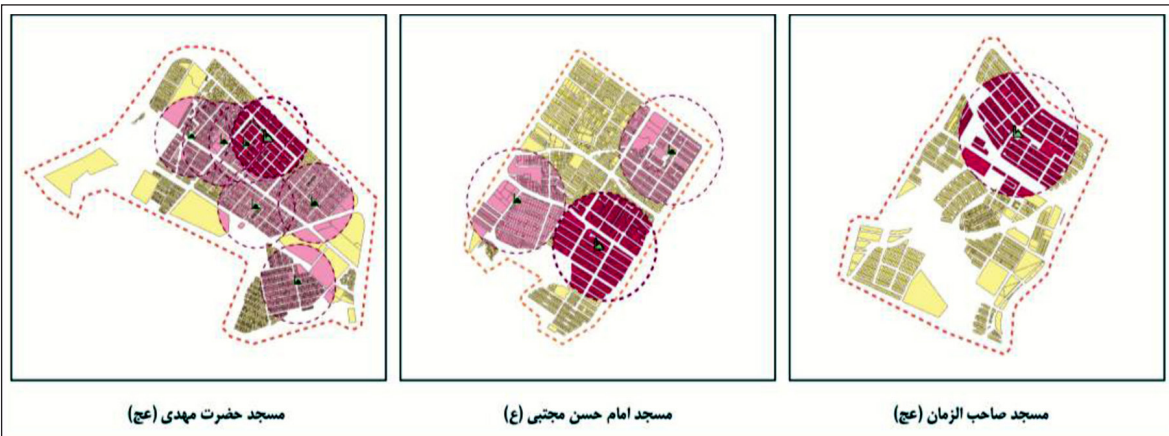 مسجد صاحب الزمان (عج)
مسجد امام حسن مجتبی (ع)
مسجد حضرت مهدی (عج)